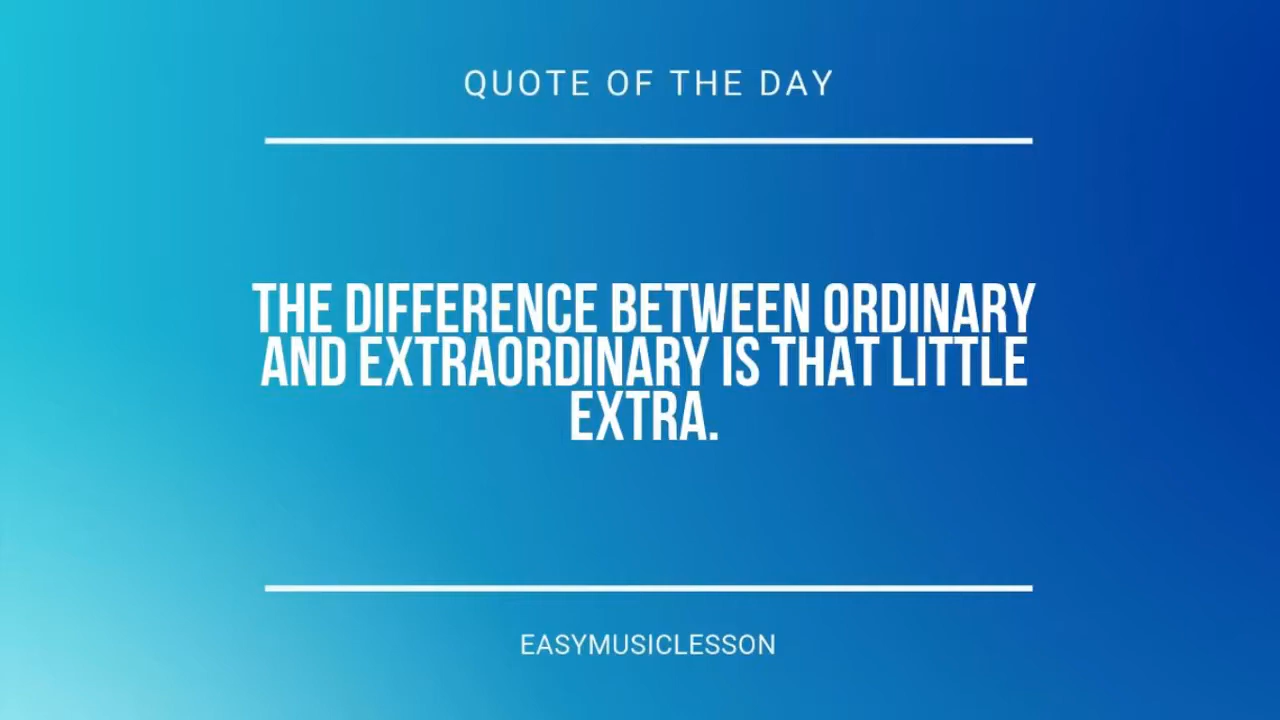 QUOTE OF THE DAY
THE DIFFERENCE BETWEEN ORDINARY
AND EXTRAORDINARY IS THAT LITTLE
EXTRA.
EASYMUSICLESSON